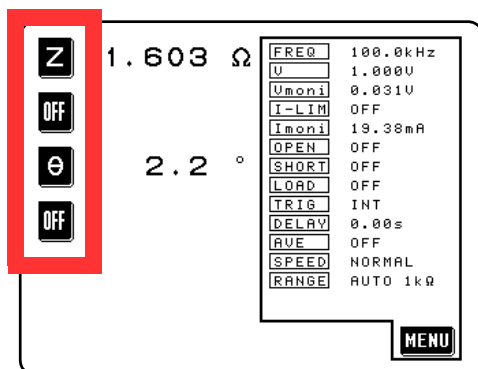 Z 1.603 Ω
OFF
θ 2.2 °
OFF
FREQ 100.0kHz
V 1.000V
Vmoni 0.031V
I-LIM OFF
Imoni 19.38mA
OPEN OFF
SHORT OFF
LOAD OFF
TRIG INT
DELAY 0.00s
AVE OFF
SPEED NORMAL
RANGE AUTO 1kΩ
MENU